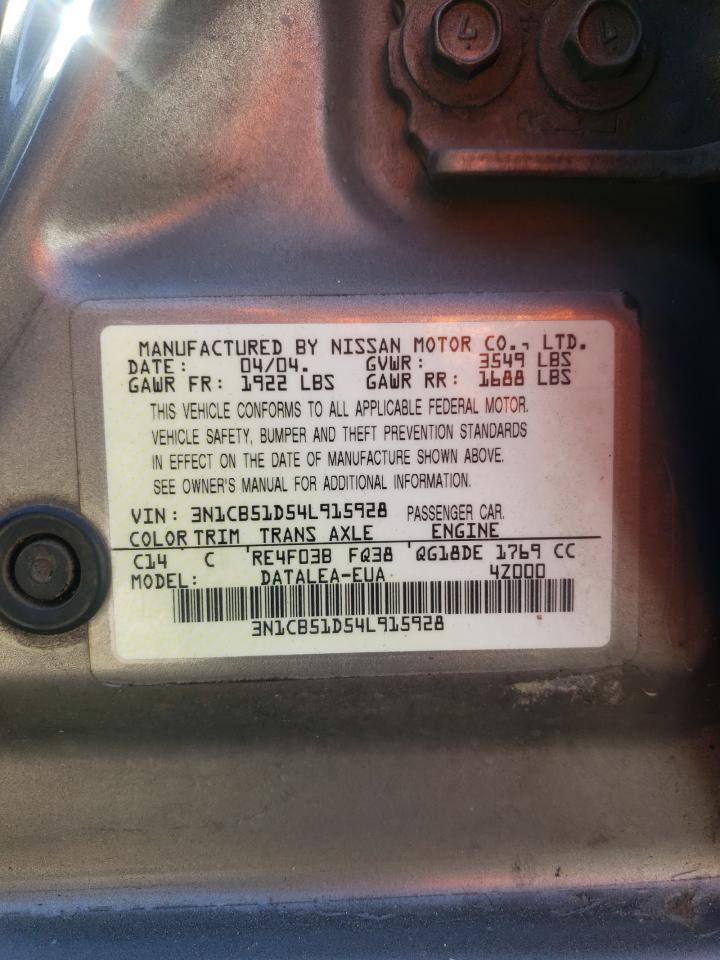 4 4
MANUFACTURED BY NISSAN MOTOR CO., LTD.
DATE: 04/04. GVWR: 3549 LBS
GAWR FR: 1922 LBS GAWR RR: 1688 LBS
THIS VEHICLE CONFORMS TO ALL APPLICABLE FEDERAL MOTOR.
VEHICLE SAFETY, BUMPER AND THEFT PREVENTION STANDARDS
IN EFFECT ON THE DATE OF MANUFACTURE SHOWN ABOVE.
SEE OWNER'S MANUAL FOR ADDITIONAL INFORMATION.
VIN: 3N1CB51D54L915928 PASSENGER CAR.
COLOR TRIM TRANS AXLE ENGINE
C14 C RE4F03B FQ38 QG18DE 1769 CC
MODEL: DATALEA-EUA 4Z000
3N1CB51D54L915928